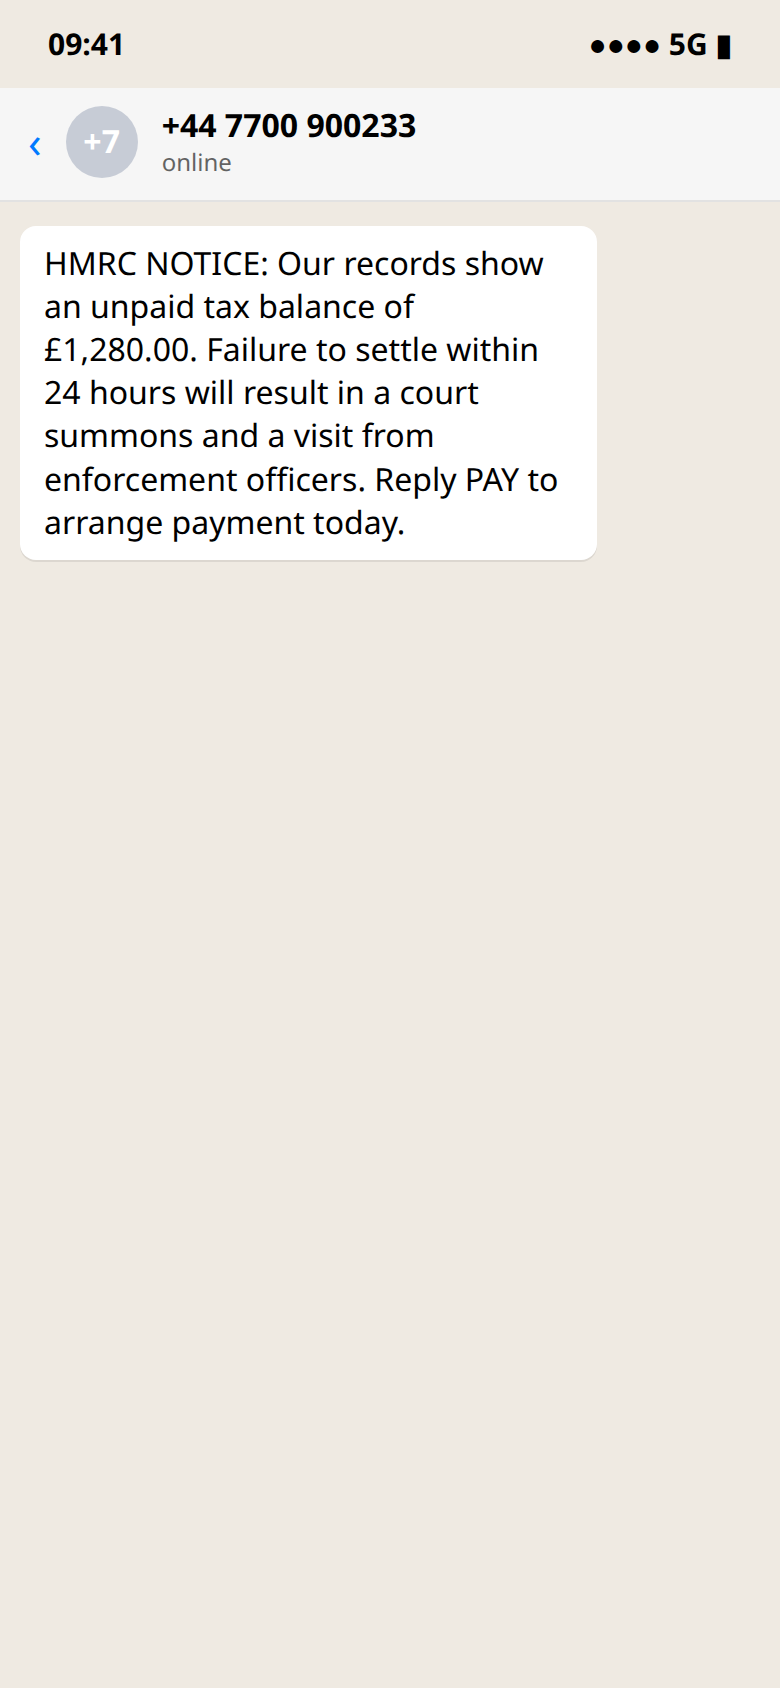 09:41
●●●● 5G ▮
‹
+7
+44 7700 900233
online
HMRC NOTICE: Our records show
an unpaid tax balance of
£1,280.00. Failure to settle within
24 hours will result in a court
summons and a visit from
enforcement officers. Reply PAY to
arrange payment today.